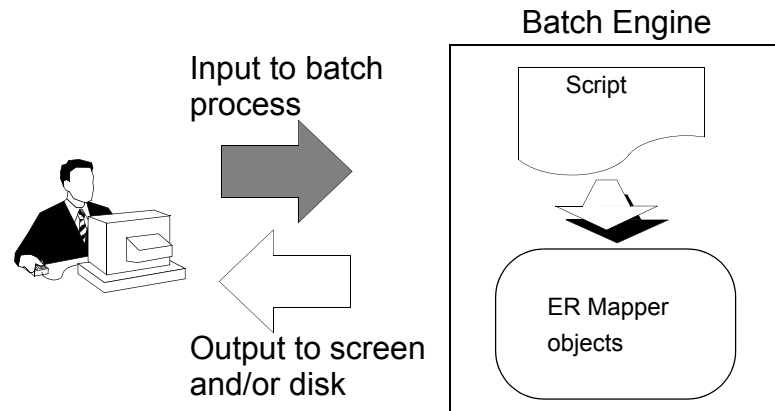 Batch Engine
Input to batch
process
Script
ER Mapper
objects
Output to screen
and/or disk